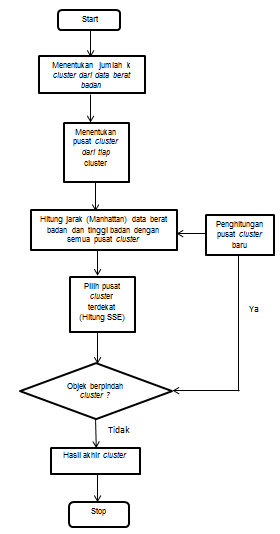 Start
Menentukan jumlah k
cluster dari data berat
badan
Menentukan
pusat cluster
dari tiap
cluster
Hitung jarak (Manhattan) data berat
badan dan tinggi badan dengan
semua pusat cluster
Penghitungan
pusat cluster
baru
Pilih pusat
cluster
terdekat
(Hitung SSE)
Ya
Objek berpindah
cluster ?
Tidak
Hasil akhir cluster
Stop